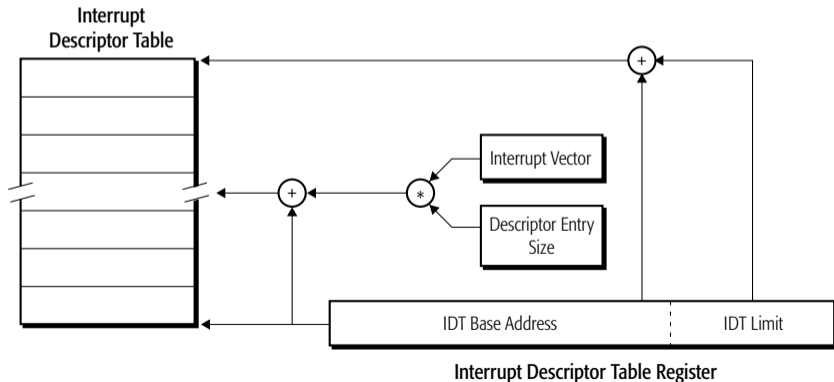 Interrupt
Descriptor Table
+
Interrupt Vector
+
*
Descriptor Entry
Size
IDT Base Address
IDT Limit
Interrupt Descriptor Table Register